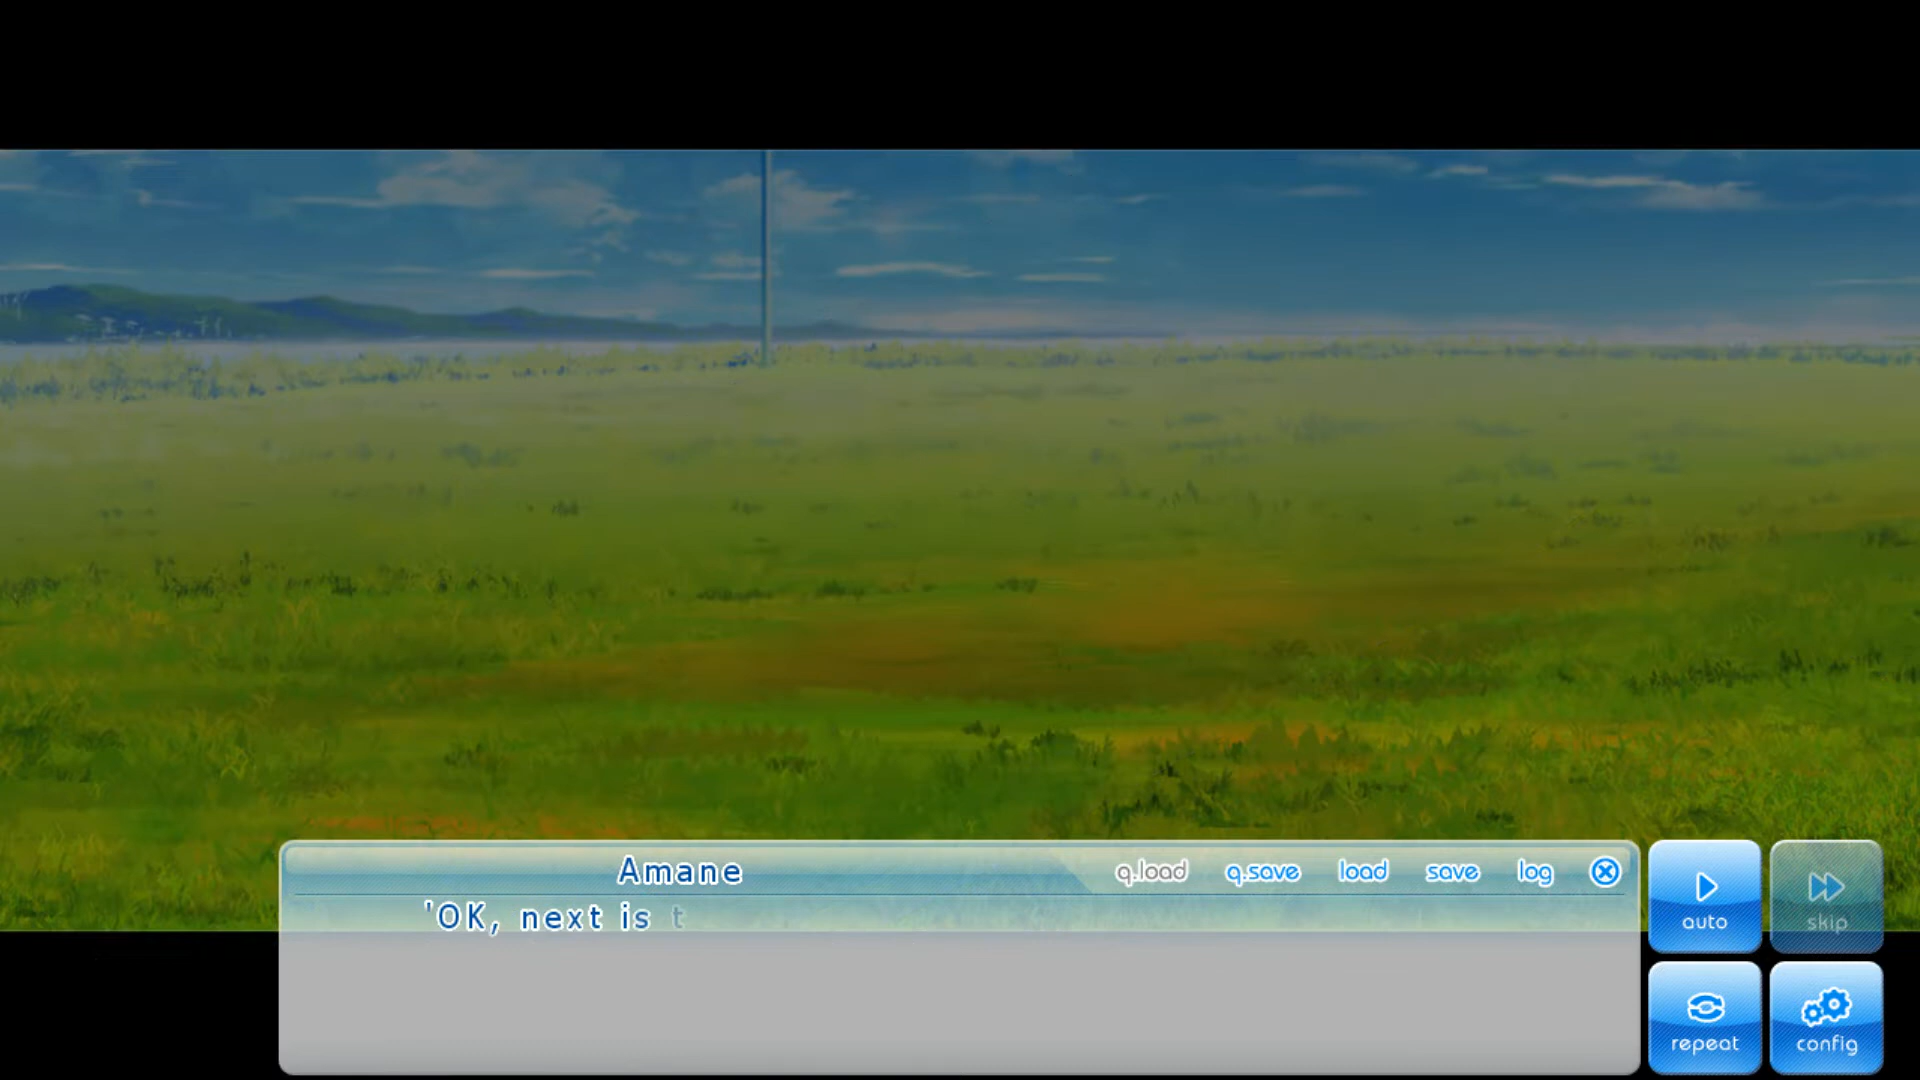 Amane
q.load q.save load save log
'OK, next is t
auto
skip
repeat
config